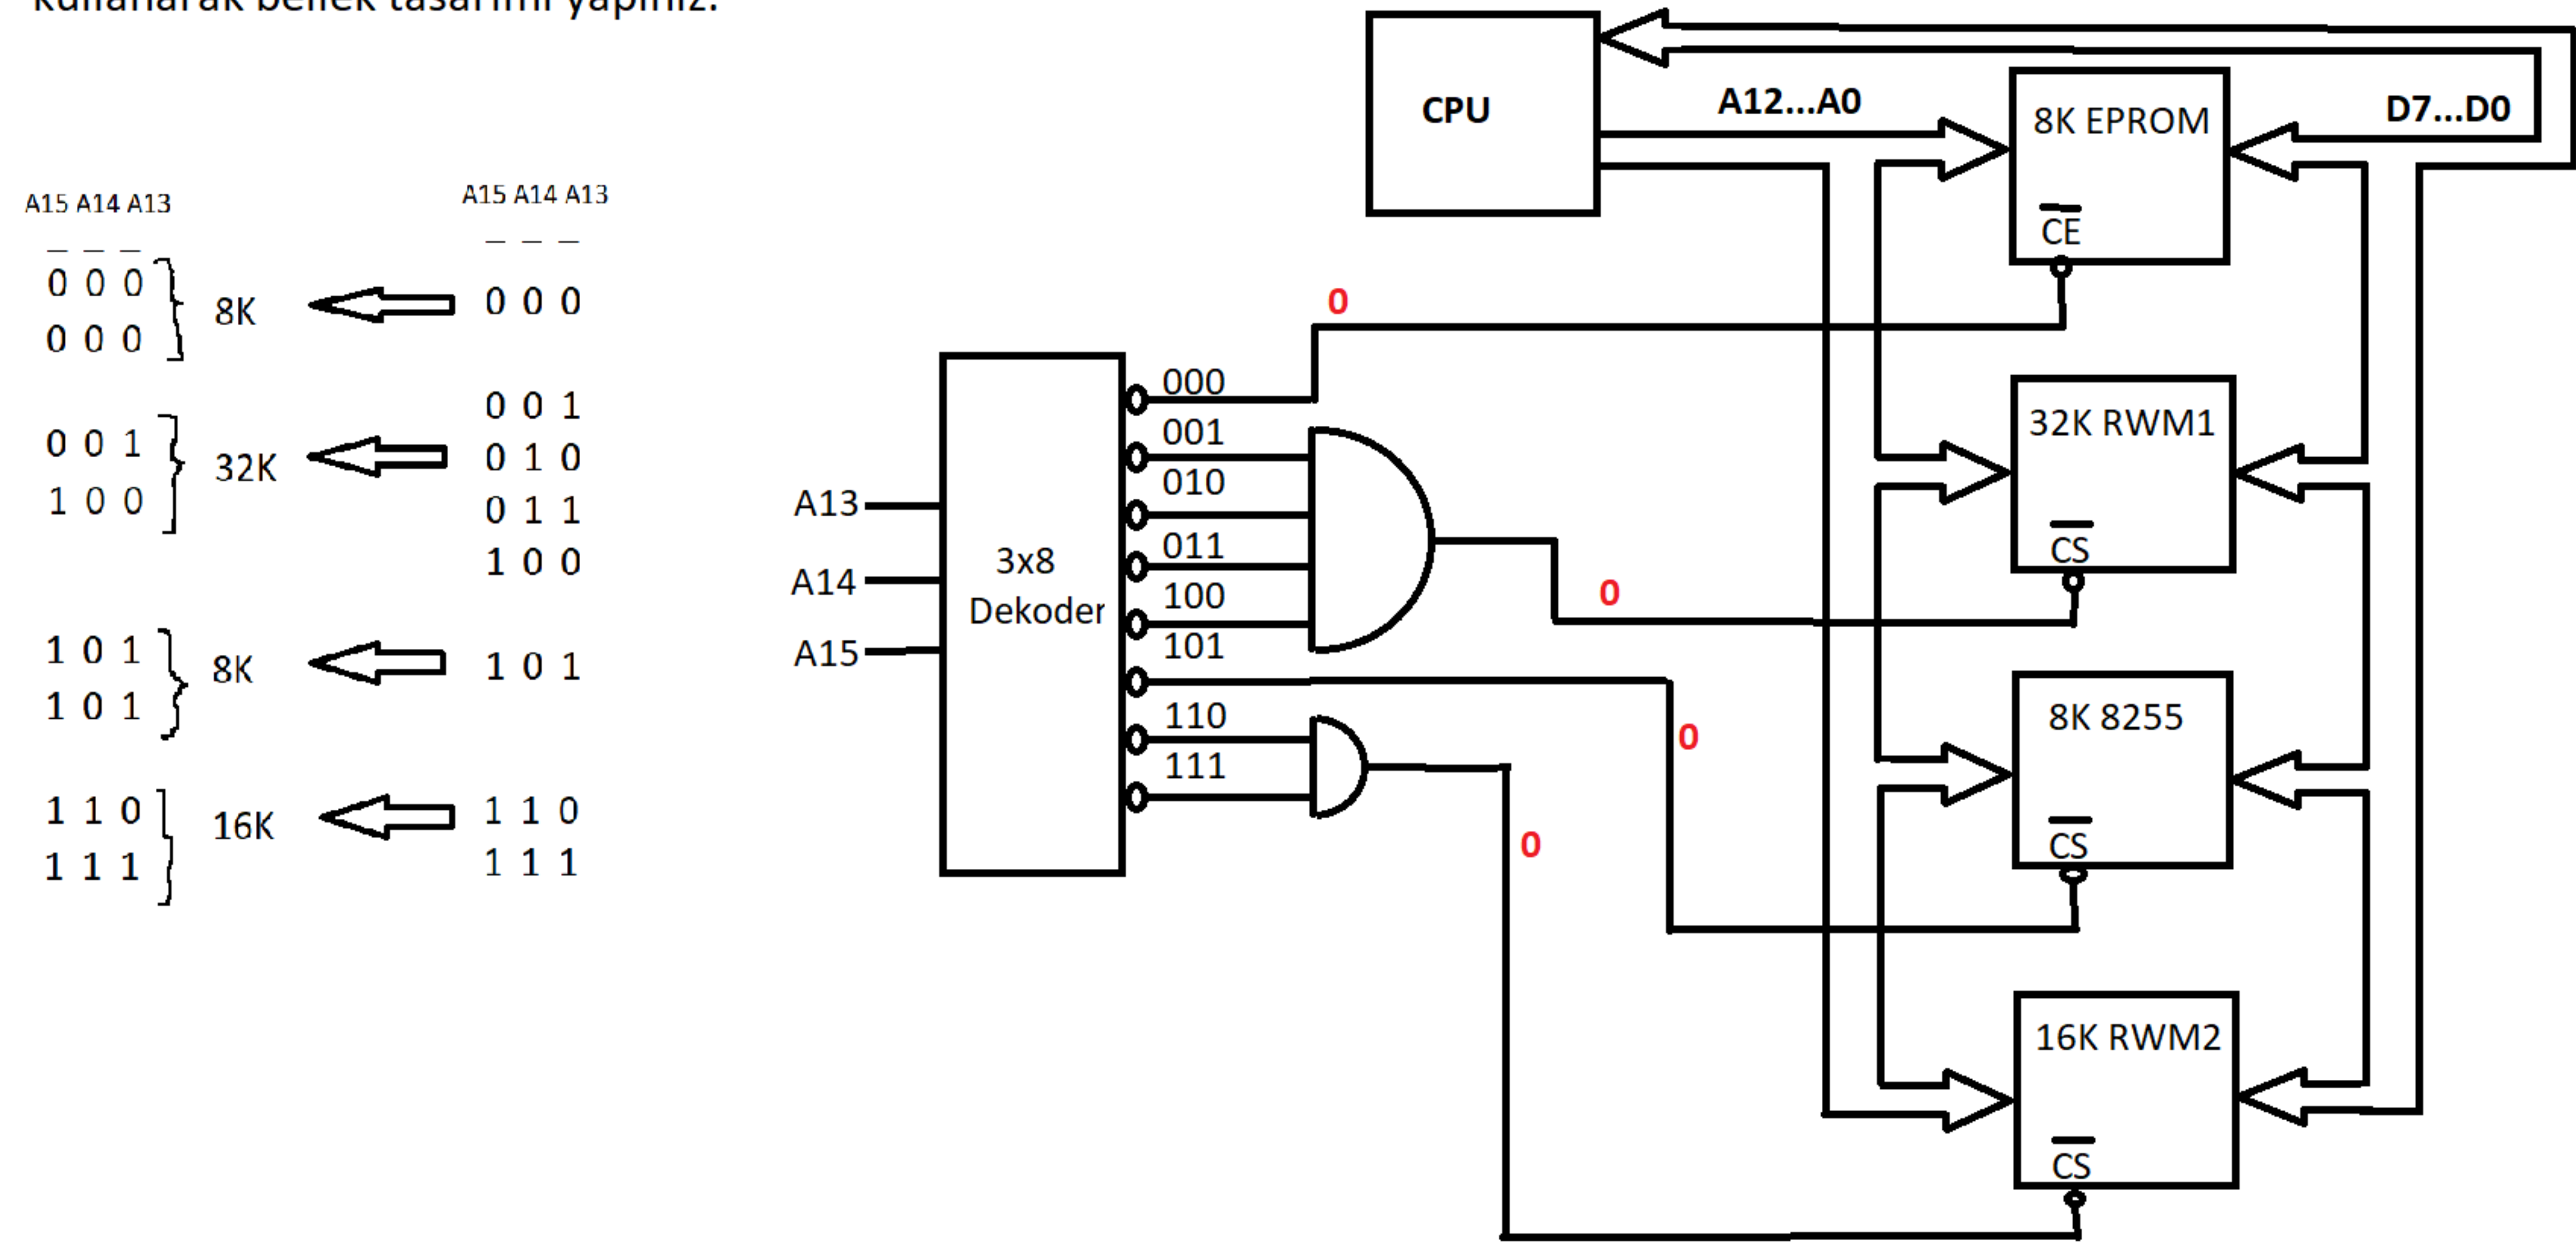 kullanarak bellek tasarımı yapınız.
A15 A14 A13
_ _ _
0 0 0
0 0 0
8K
0 0 1
1 0 0
32K
1 0 1
1 0 1
8K
1 1 0
1 1 1
16K
A15 A14 A13
_ _ _
0 0 0
0 0 1
0 1 0
0 1 1
1 0 0
1 0 1
1 1 0
1 1 1
A13
A14
A15
3x8
Dekoder
000
001
010
011
100
101
110
111
0
0
0
0
CPU
A12...A0
D7...D0
8K EPROM
CE
32K RWM1
CS
8K 8255
CS
16K RWM2
CS